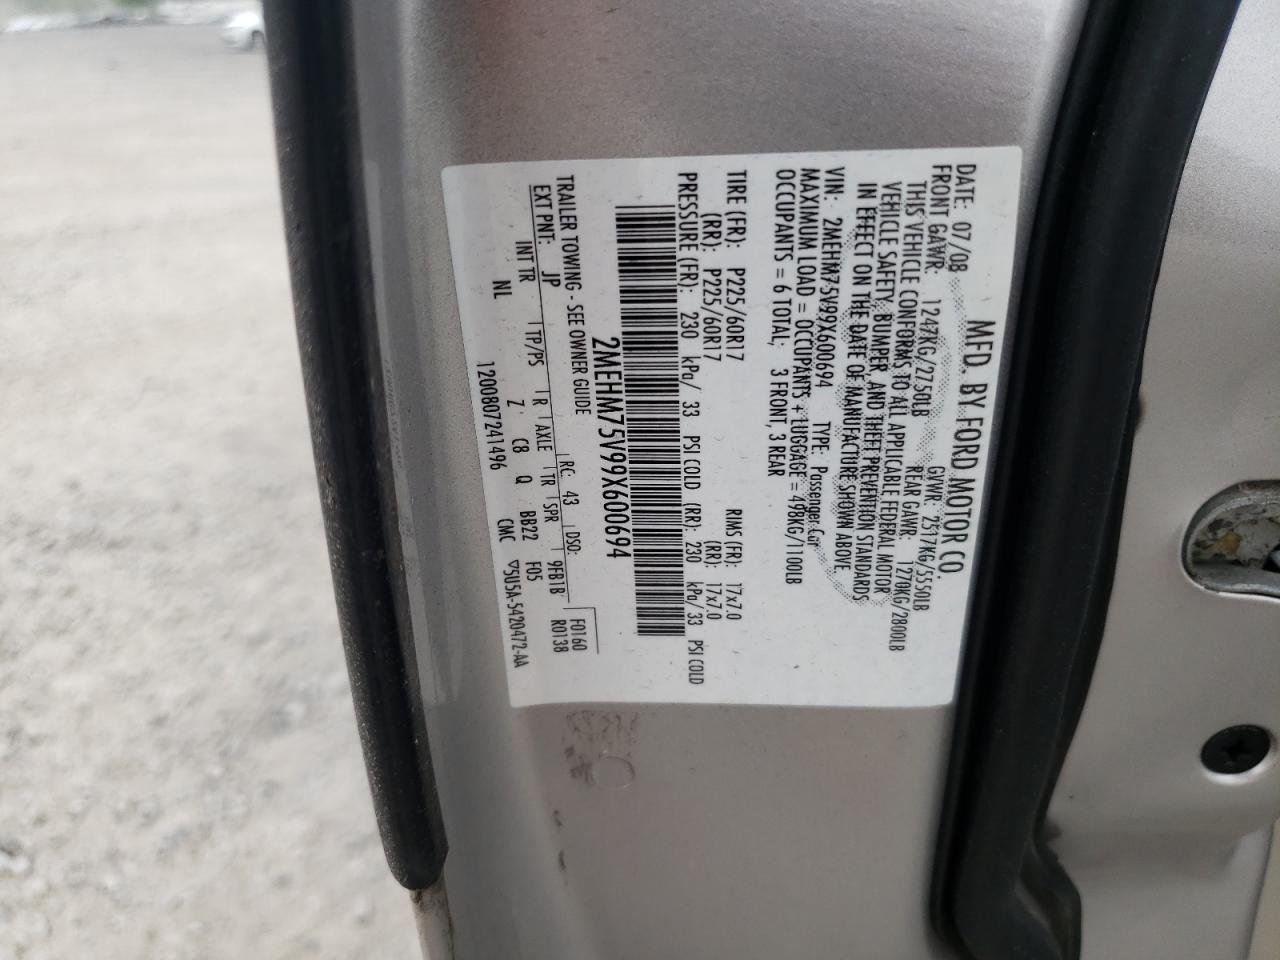 MFD. BY FORD MOTOR CO.
DATE: 07/08 GVWR: 2517KG/5550LB
FRONT GAWR: 1247KG/2750LB REAR GAWR: 1270KG/2800LB
THIS VEHICLE CONFORMS TO ALL APPLICABLE FEDERAL MOTOR
VEHICLE SAFETY, BUMPER, AND THEFT PREVENTION STANDARDS
IN EFFECT ON THE DATE OF MANUFACTURE SHOWN ABOVE.
VIN: 2MEHM75V99X600694 TYPE: Passenger Car
MAXIMUM LOAD = OCCUPANTS + LUGGAGE = 498KG/1100LB
OCCUPANTS = 6 TOTAL; 3 FRONT, 3 REAR
TIRE (FR): P225/60R17 RIMS (FR): 17x7.0
(RR): P225/60R17 (RR): 17x7.0
PRESSURE (FR): 230 kPa/ 33 PSI COLD (RR): 230 kPa/ 33 PSI COLD
2MEHM75V99X600694
TRAILER TOWING - SEE OWNER GUIDE
F0160
R0138
EXT PNT: JP RC: 43 DSO: 9FB1B
INT TR TP/PS R AXLE TR SPR F05
NL Z C8 Q BB22
1200807241496 CMC ▽5U5A-5420472-AA